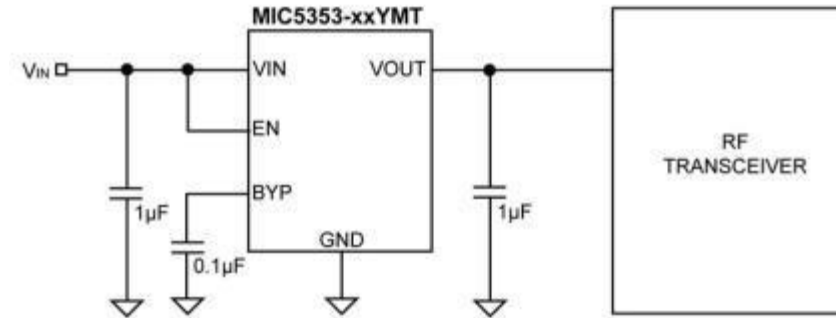 MIC5353-xxYMT
VIN
VIN
VOUT
EN
BYP
GND
1µF
0.1µF
1µF
RF
TRANSCEIVER